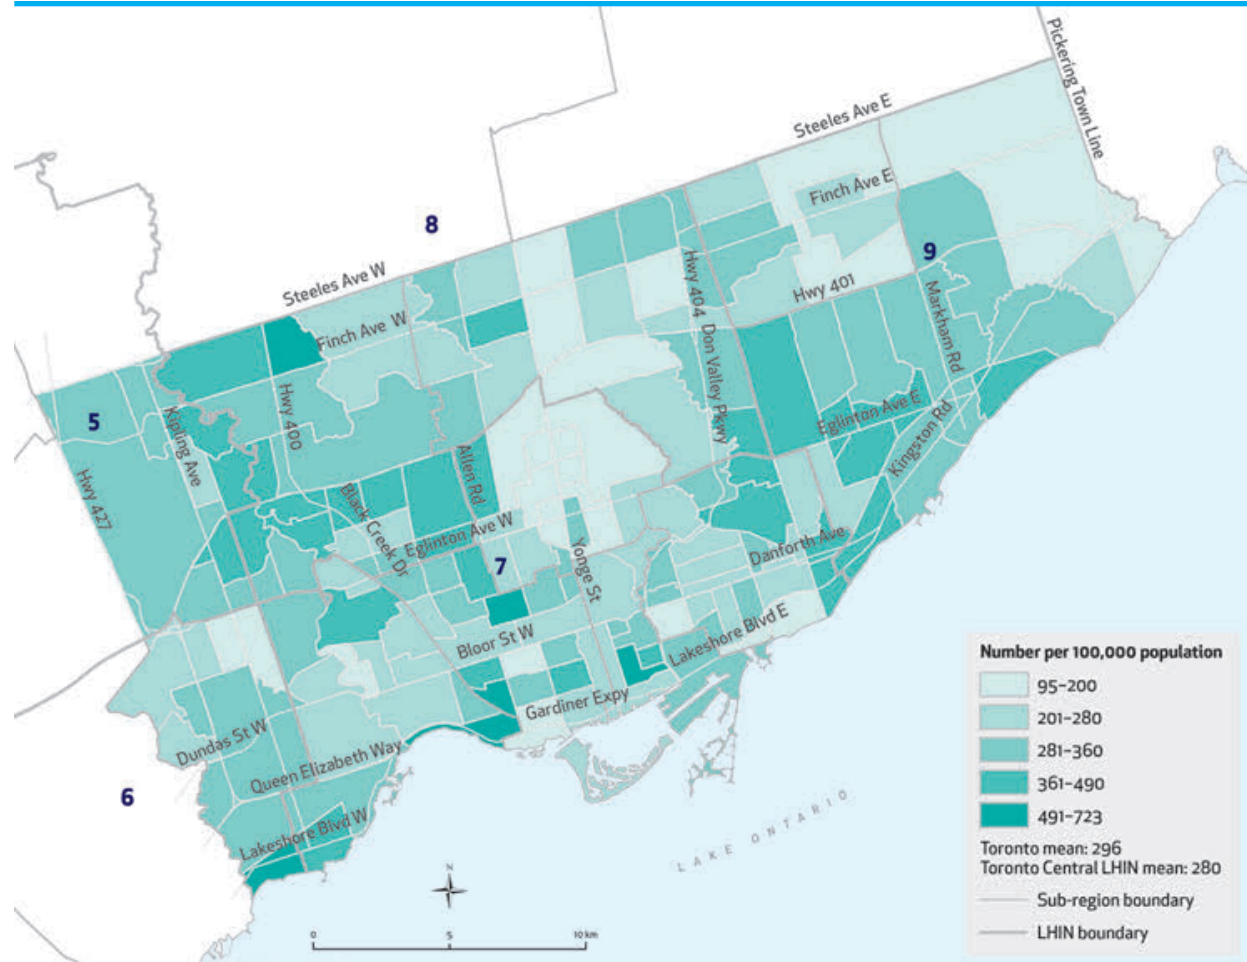 Pickering Town Line
Steeles Ave E
Finch Ave E
8
9
Steeles Ave W
Hwy 404
Hwy 401
Markham Rd
Finch Ave W
Don Valley Pkwy
5
Kipling Ave
Hwy 400
Allen Rd
Eglinton Ave E
Kingston Rd
Hwy 427
Black Creek Dr
Eglinton Ave W
7
Yonge St
Danforth Ave
Bloor St W
Lakeshore Blvd E
Gardiner Expy
Dundas St W
Queen Elizabeth Way
6
Lakeshore Blvd W
LAKE ONTARIO
N
0 5 10 km
Number per 100,000 population
95–200
201–280
281–360
361–490
491–723
Toronto mean: 296
Toronto Central LHIN mean: 280
Sub-region boundary
LHIN boundary